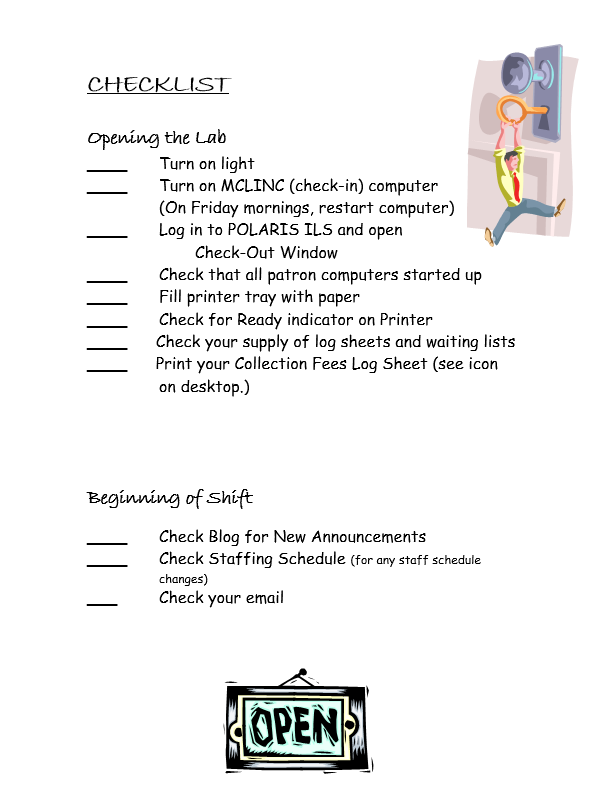 CHECKLIST
Opening the Lab
____ Turn on light
____ Turn on MCLINC (check-in) computer
(On Friday mornings, restart computer)
____ Log in to POLARIS ILS and open
Check-Out Window
____ Check that all patron computers started up
____ Fill printer tray with paper
____ Check for Ready indicator on Printer
____ Check your supply of log sheets and waiting lists
____ Print your Collection Fees Log Sheet (see icon
on desktop.)
Beginning of Shift
____ Check Blog for New Announcements
____ Check Staffing Schedule (for any staff schedule
changes)
___ Check your email
OPEN